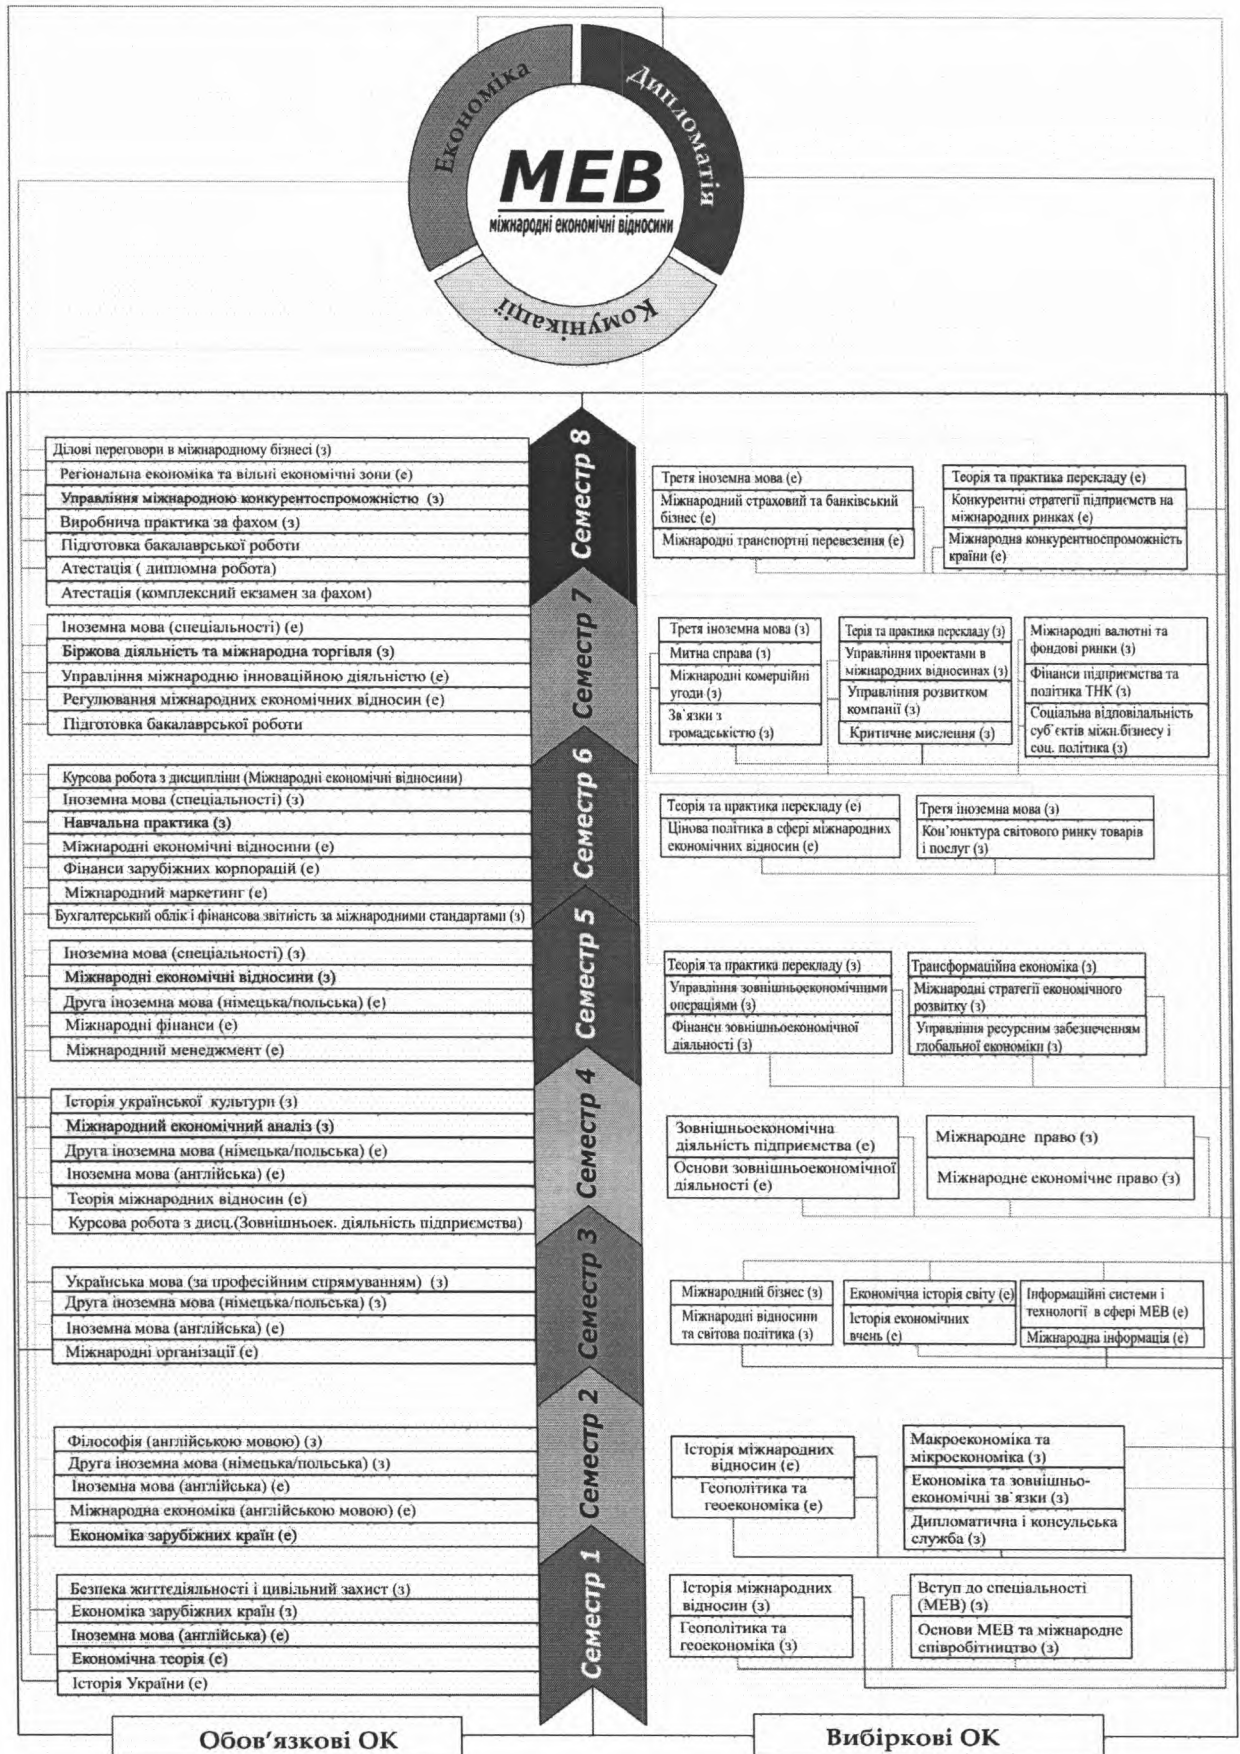 Економіка
Дипломатія
МЕВ
міжнародні економічні відносини
Комунікації
Семестр 8
Ділові переговори в міжнародному бізнесі (з)
Регіональна економіка та вільні економічні зони (е)
Управління міжнародною конкурентоспроможністю (з)
Виробнича практика за фахом (з)
Підготовка бакалаврської роботи
Атестація ( дипломна робота)
Атестація (комплексний екзамен за фахом)
Третя іноземна мова (е)
Міжнародний страховий та банківський
бізнес (е)
Міжнародні транспортні перевезення (е)
Теорія та практика перекладу (е)
Конкурентні стратегії підприємств на
міжнародних ринках (е)
Міжнародна конкурентноспроможність
країни (е)
Семестр 7
Іноземна мова (спеціальності) (е)
Біржова діяльність та міжнародна торгівля (з)
Управління міжнародню інноваційною діяльністю (е)
Регулювання міжнародних економічних відносин (е)
Підготовка бакалаврської роботи
Третя іноземна мова (з)
Митна справа (з)
Міжнародні комерційні
угоди (з)
Зв`язки з
громадськістю (з)
Терія та практика перекладу (з)
Управління проектами в
міжнародних відносинах (з)
Управління розвитком
компанії (з)
Критичне мислення (з)
Міжнародні валютні та
фондові ринки (з)
Фінанси підприємства та
політика ТНК (з)
Соціальна відповілальність
суб`єктів міжн.бізнесу і
соц. політика (з)
Семестр 6
Курсова робота з дисципліни (Міжнародні економічні відносини)
Іноземна мова (спеціальності) (з)
Навчальна практика (з)
Міжнародні економічні відносини (е)
Фінанси зарубіжних корпорацій (е)
Міжнародний маркетинг (е)
Бухгалтерський облік і фінансова звітність за міжнародними стандартами (з)
Теорія та практика перекладу (е)
Цінова політика в сфері міжнародних
економічних відносин (е)
Третя іноземна мова (з)
Кон’юнктура світового ринку товарів
і послуг (з)
Семестр 5
Іноземна мова (спеціальності) (з)
Міжнародні економічні відносини (з)
Друга іноземна мова (німецька/польська) (е)
Міжнародні фінанси (е)
Міжнародний менеджмент (е)
Теорія та практика перекладу (з)
Управління зовнішньоекономічними
операціями (з)
Фінанси зовнішньоекономічної
діяльності (з)
Трансформаційна економіка (з)
Міжнародні стратегії економічного
розвитку (з)
Управління ресурсним забезпеченням
глобальної економіки (з)
Семестр 4
Історія української культури (з)
Міжнародний економічний аналіз (з)
Друга іноземна мова (німецька/польська) (е)
Іноземна мова (англійська) (е)
Теорія міжнародних відносин (е)
Курсова робота з дисц.(Зовнішньоек. діяльність підприємства)
Зовнішньоекономічна
діяльність підприємства (е)
Основи зовнішньоекономічної
діяльності (е)
Міжнародне право (з)
Міжнародне економічне право (з)
Семестр 3
Українська мова (за професійним спрямуванням) (з)
Друга іноземна мова (німецька/польська) (з)
Іноземна мова (англійська) (е)
Міжнародні організації (е)
Міжнародний бізнес (з)
Міжнародні відносини
та світова політика (з)
Економічна історія світу (е)
Історія економічних
вчень (е)
Інформаційні системи і
технології в сфері МЕВ (е)
Міжнародна інформація (е)
Семестр 2
Філософія (англійською мовою) (з)
Друга іноземна мова (німецька/польська) (з)
Іноземна мова (англійська) (е)
Міжнародна економіка (англійською мовою) (е)
Економіка зарубіжних країн (е)
Історія міжнародних
відносин (е)
Геополітика та
геоекономіка (е)
Макроекономіка та
мікроекономіка (з)
Економіка та зовнішньо-
економічні зв`язки (з)
Дипломатична і консульська
служба (з)
Семестр 1
Безпека життєдіяльності і цивільний захист (з)
Економіка зарубіжних країн (з)
Іноземна мова (англійська) (е)
Економічна теорія (е)
Історія України (е)
Історія міжнародних
відносин (з)
Геополітика та
геоекономіка (з)
Вступ до спеціальності
(МЕВ) (з)
Основи МЕВ та міжнародне
співробітництво (з)
Обов’язкові ОК
Вибіркові ОК